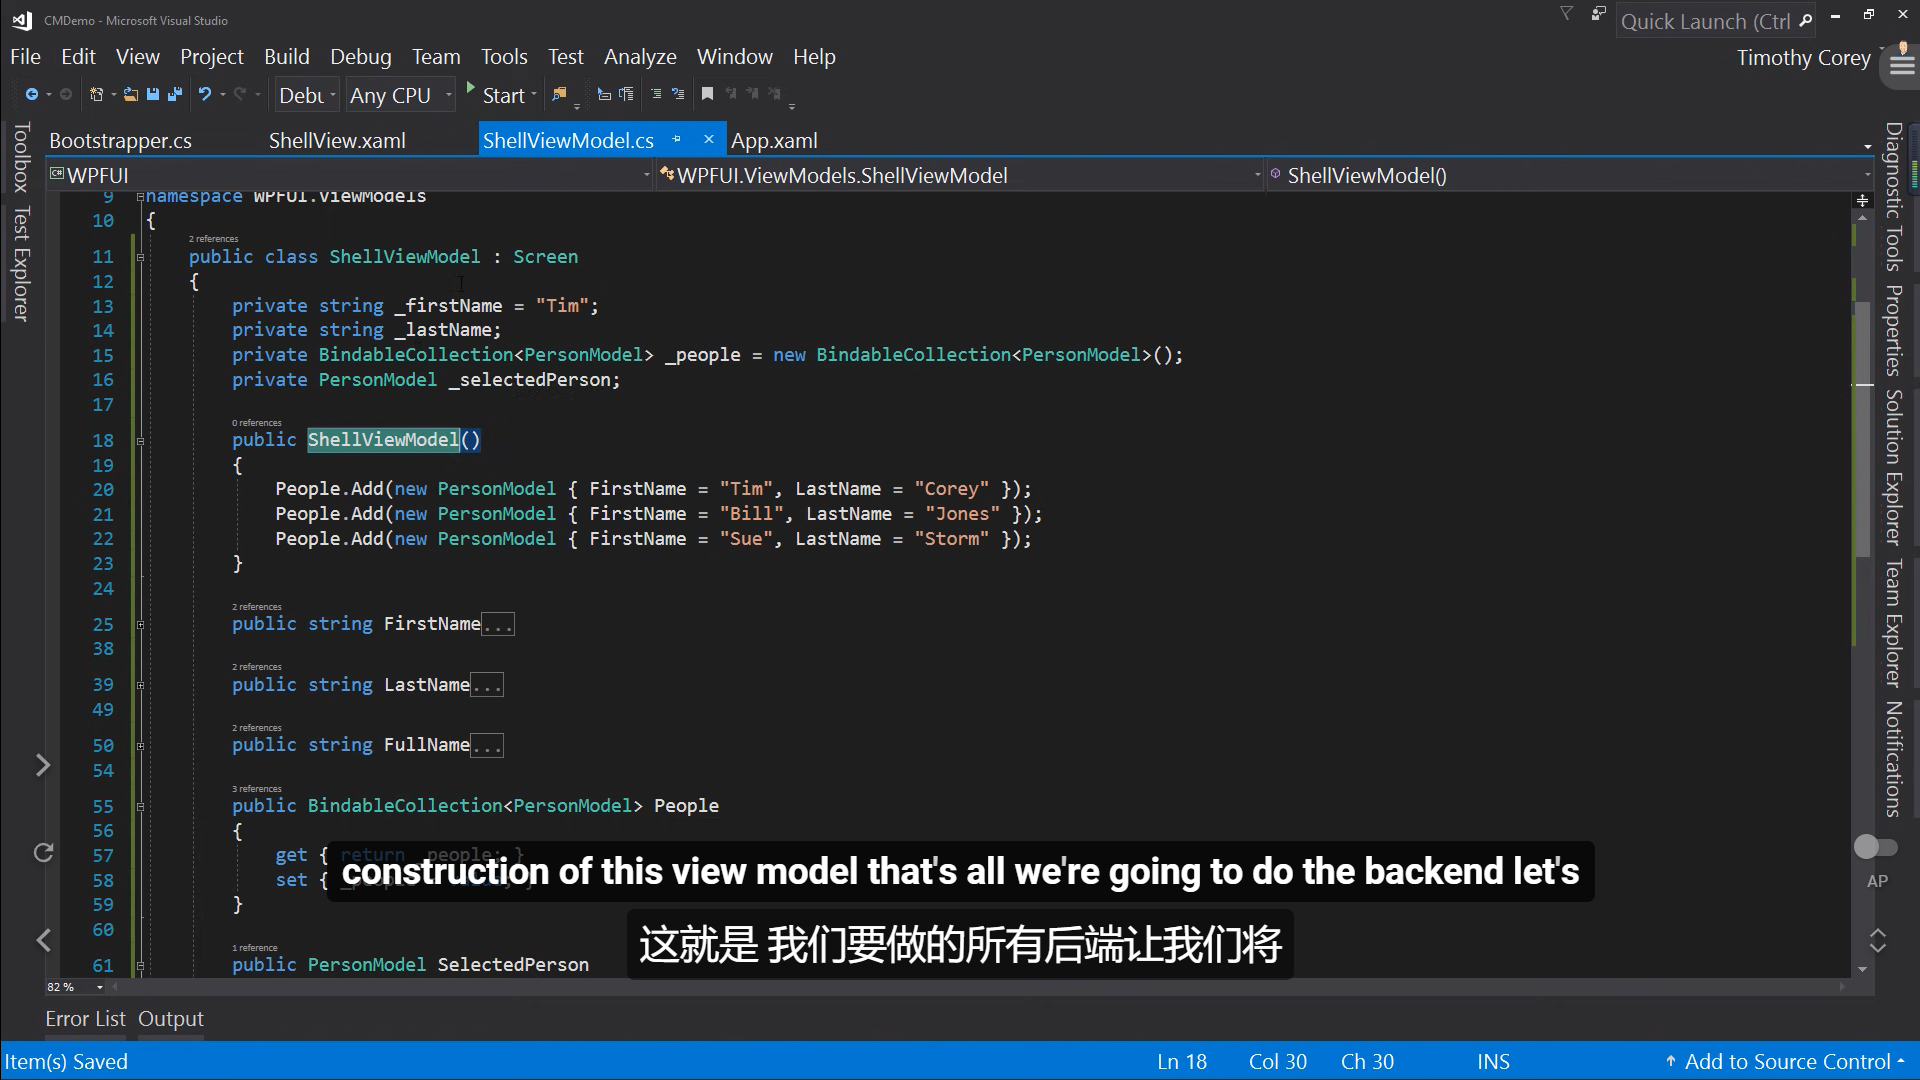 CMDemo - Microsoft Visual Studio
Quick Launch (Ctrl
File Edit View Project Build Debug Team Tools Test Analyze Window Help
Timothy Corey
Any CPU
Start
Bootstrapper.cs ShellView.xaml ShellViewModel.cs App.xaml
WPFUI WPFUI.ViewModels.ShellViewModel ShellViewModel()
Toolbox
Test Explorer
9 namespace WPFUI.ViewModels
10 {
2 references
11 public class ShellViewModel : Screen
12 {
13 private string _firstName = "Tim";
14 private string _lastName;
15 private BindableCollection<PersonModel> _people = new BindableCollection<PersonModel>();
16 private PersonModel _selectedPerson;
17
0 references
18 public ShellViewModel()
19 {
20 People.Add(new PersonModel { FirstName = "Tim", LastName = "Corey" });
21 People.Add(new PersonModel { FirstName = "Bill", LastName = "Jones" });
22 People.Add(new PersonModel { FirstName = "Sue", LastName = "Storm" });
23 }
24
2 references
25 public string FirstName...
38
2 references
39 public string LastName...
49
2 references
50 public string FullName...
54
3 references
55 public BindableCollection<PersonModel> People
56 {
57 get { return _people; }
58 set {
59 }
60
1 reference
61 public PersonModel SelectedPerson
construction of this view model that's all we're going to do the backend let's
这就是 我们要做的所有后端让我们将
Diagnostic Tools
Properties
Solution Explorer
Team Explorer
Notifications
AP
82 %
Error List Output
Item(s) Saved
Ln 18 Col 30 Ch 30 INS
Add to Source Control